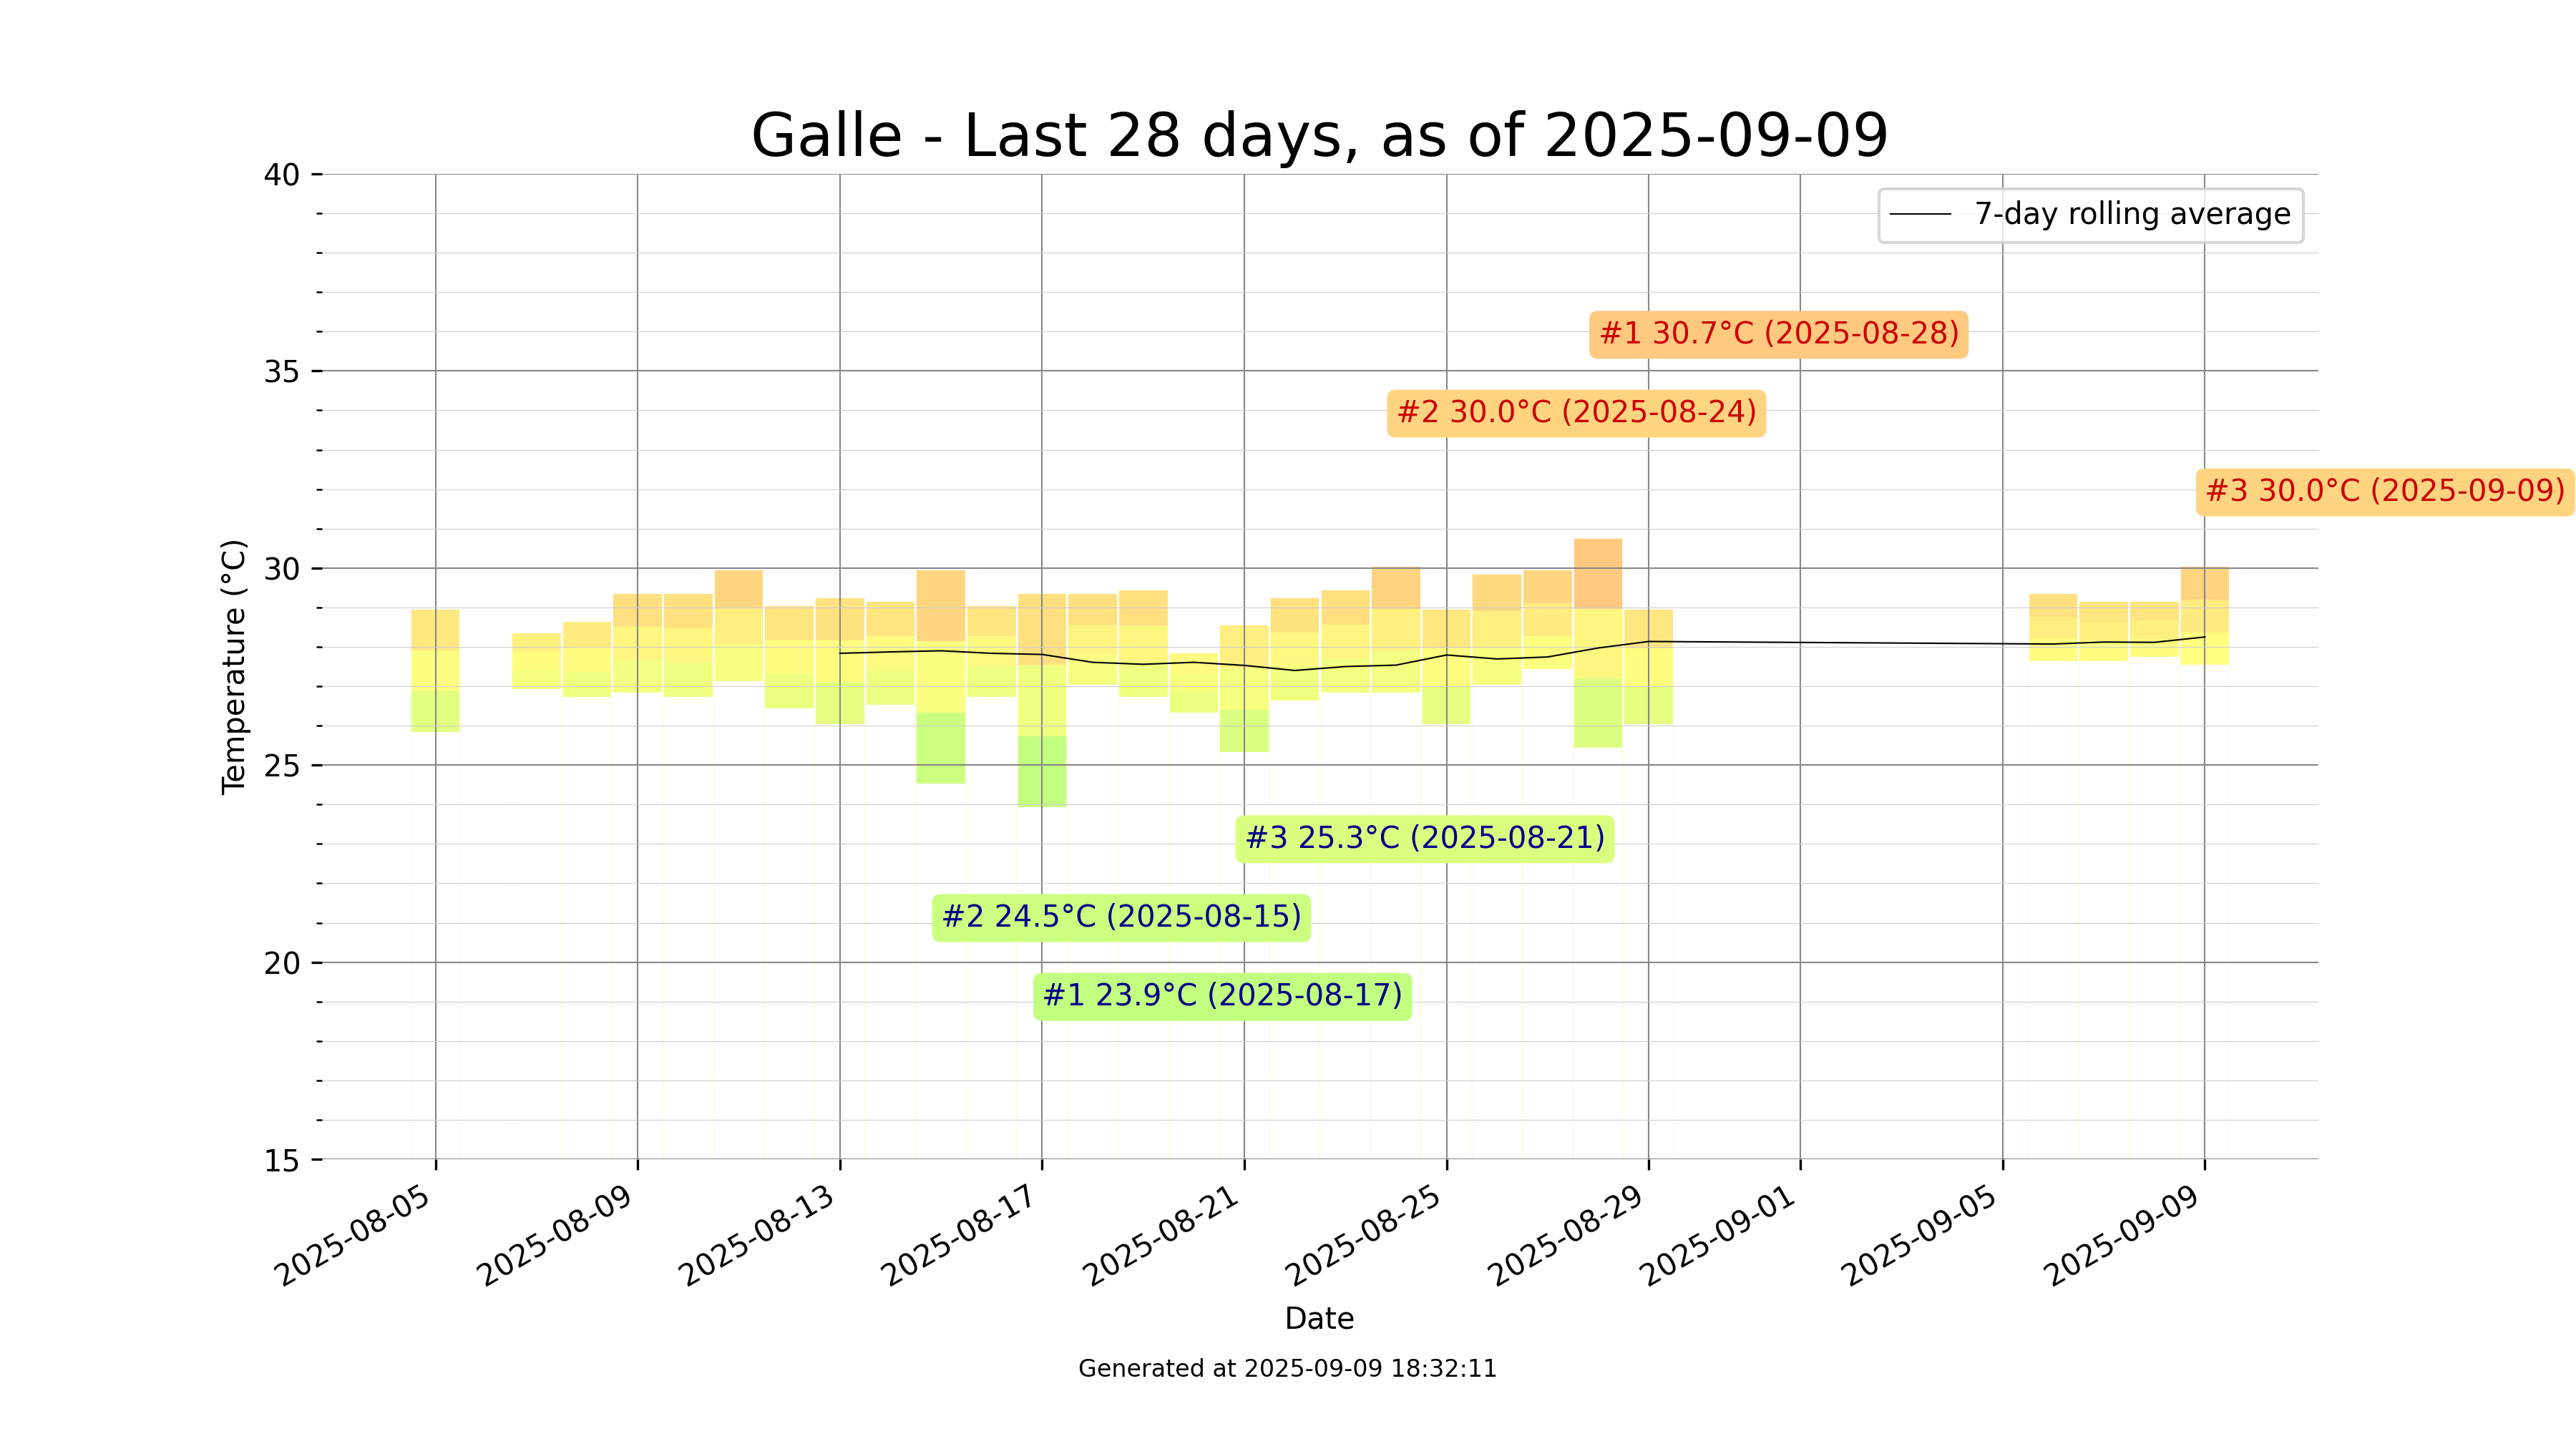 Galle - Last 28 days, as of 2025-09-09
40
7-day rolling average
#1 30.7°C (2025-08-28)
35
#2 30.0°C (2025-08-24)
#3 30.0°C (2025-09-09)
30
Temperature (°C)
25
#3 25.3°C (2025-08-21)
#2 24.5°C (2025-08-15)
20
#1 23.9°C (2025-08-17)
15
2025-08-05
2025-08-09
2025-08-13
2025-08-17
2025-08-21
2025-08-25
2025-08-29
2025-09-01
2025-09-05
2025-09-09
Date
Generated at 2025-09-09 18:32:11